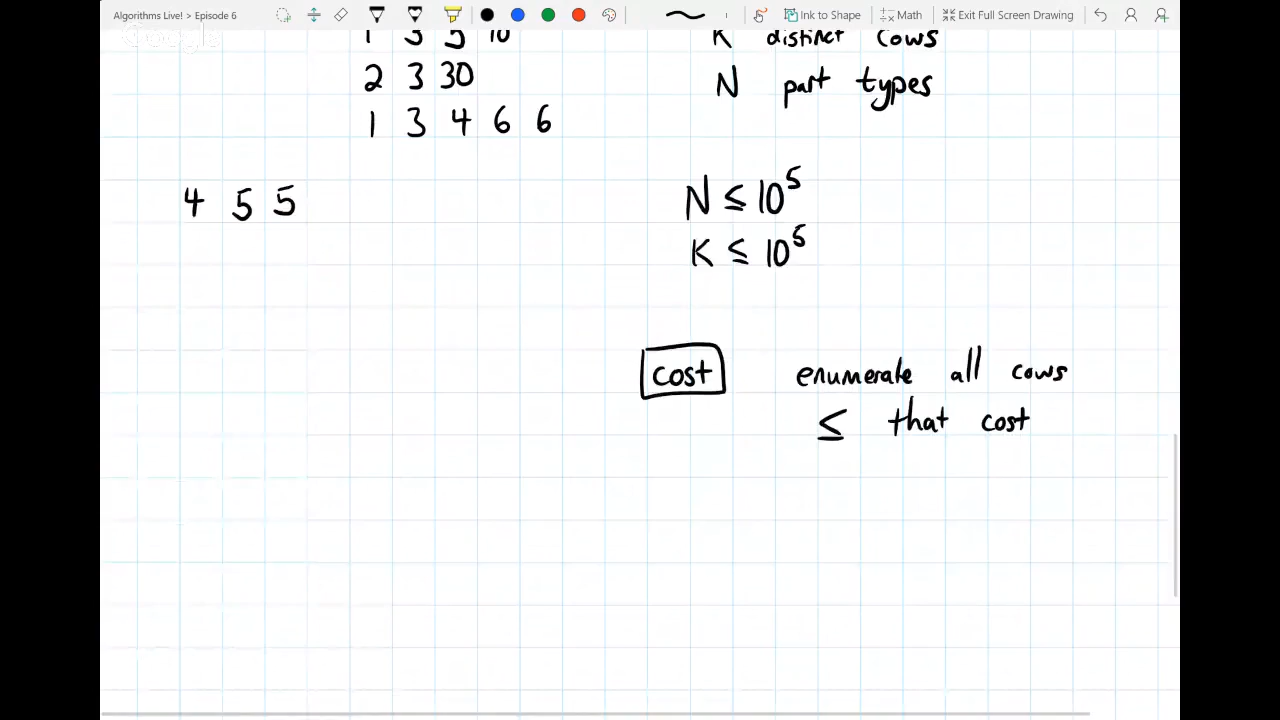 Algorithms Live! > Episode 6
Ink to Shape
Math
Exit Full Screen Drawing
Google
1 3 5 10
K distinct cows
2 3 30
N part types
1 3 4 6 6
4 5 5
N ≤ 10^5
K ≤ 10^5
cost
enumerate all cows
≤ that cost